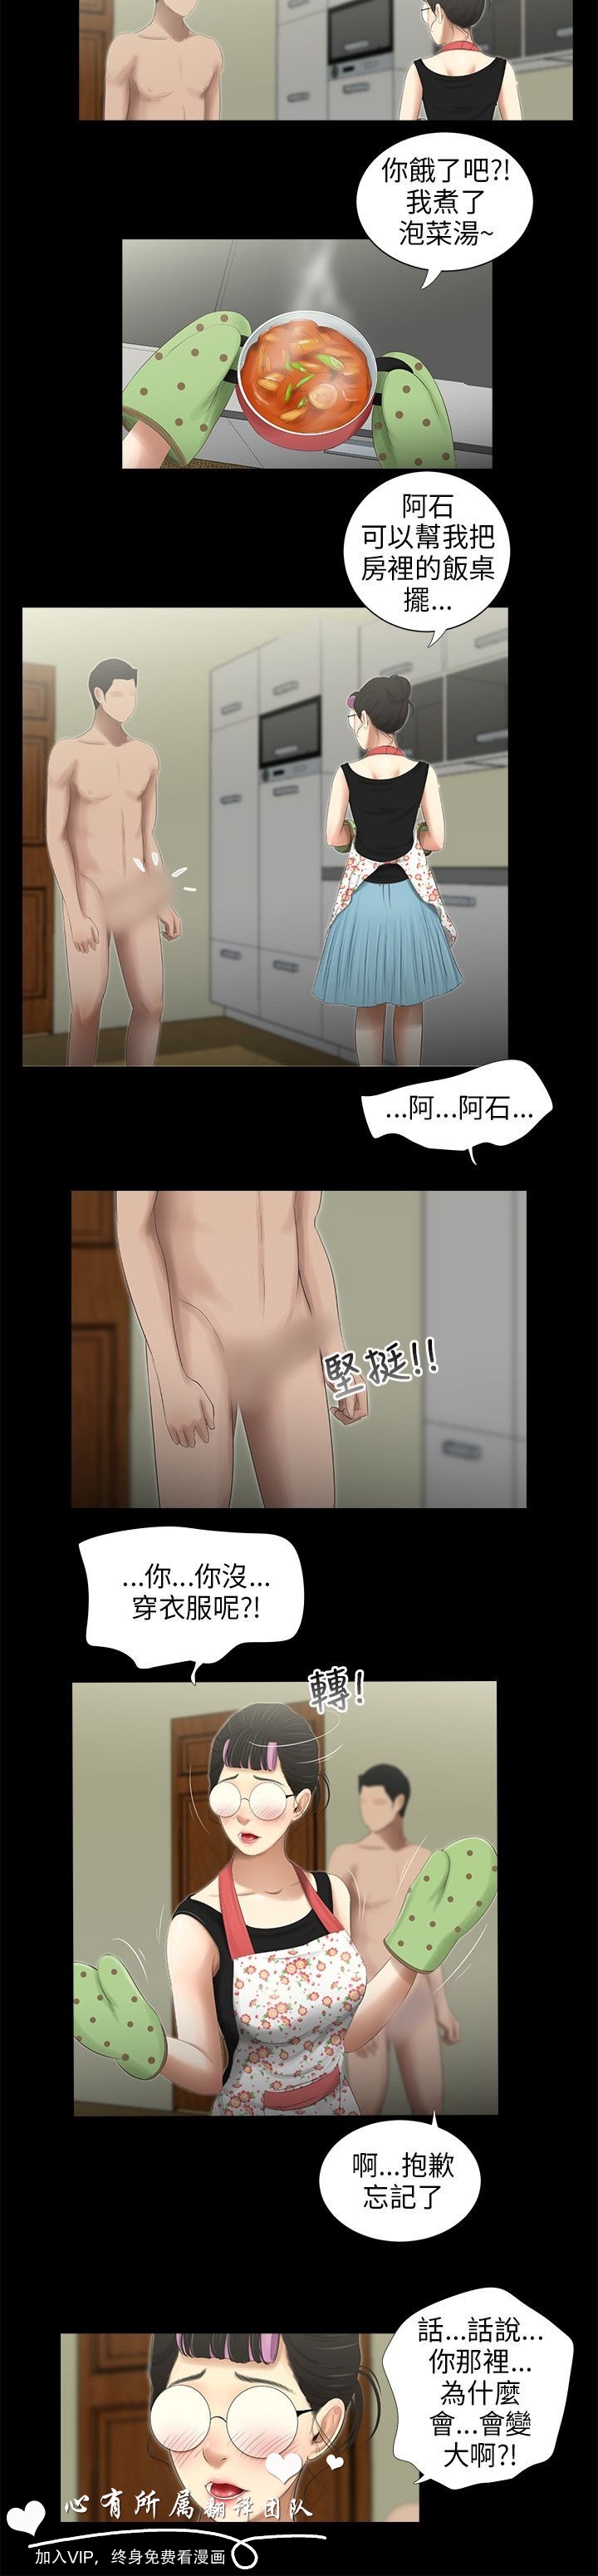 你餓了吧?!
我煮了
泡菜湯~
阿石
可以幫我把
房裡的飯桌
擺...
...阿...阿石...
堅挺!!
...你...你沒...
穿衣服呢?!
轉!
啊...抱歉
忘記了
話...話說...
你那裡...
為什麼
會...會變
大啊?!
心有所属翻译团队
加入VIP，终身免费看漫画